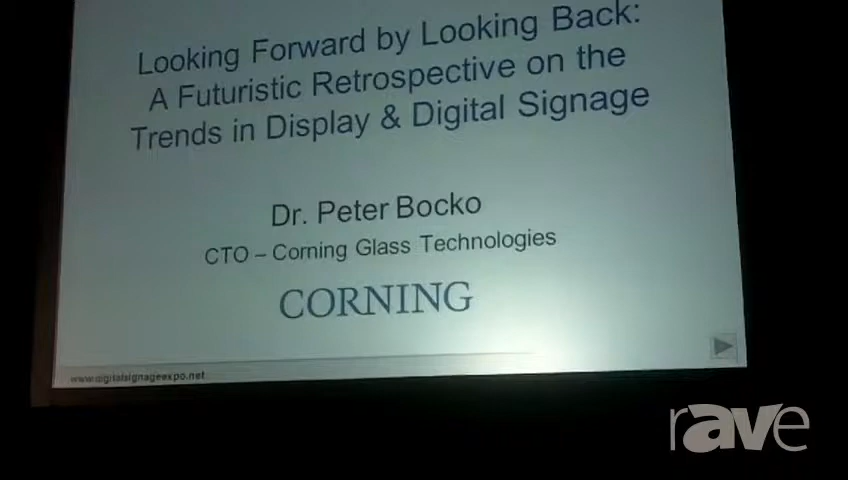 Looking Forward by Looking Back:
A Futuristic Retrospective on the
Trends in Display & Digital Signage
Dr. Peter Bocko
CTO – Corning Glass Technologies
CORNING
www.digitalsignageexpo.net
rave